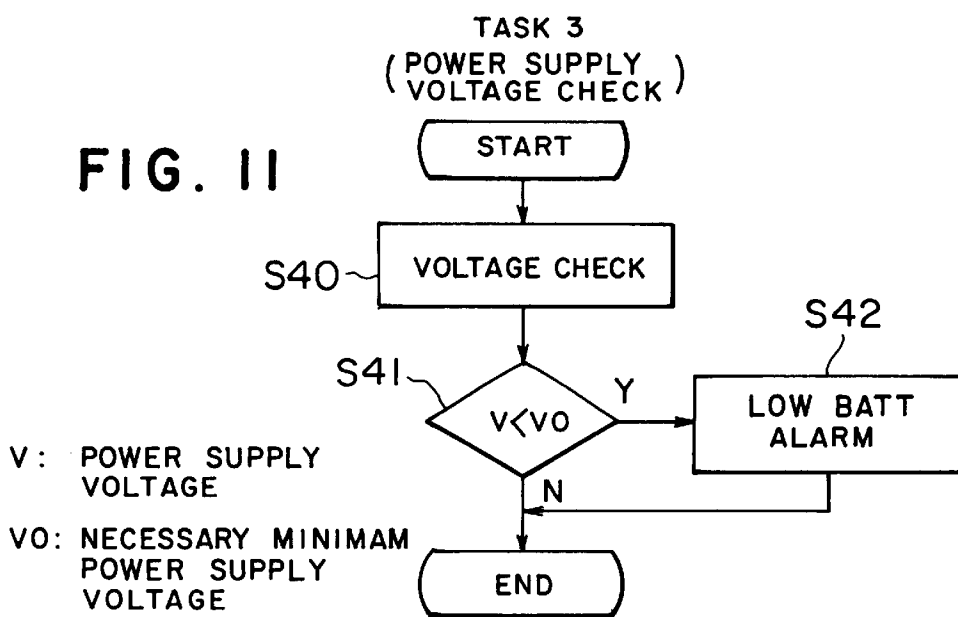 TASK 3
(POWER SUPPLY
VOLTAGE CHECK)
START
FIG. 11
S40
VOLTAGE CHECK
S42
S41
Y
V<VO
LOW BATT
ALARM
N
V: POWER SUPPLY
VOLTAGE
VO: NECESSARY MINIMAM
POWER SUPPLY
VOLTAGE
END